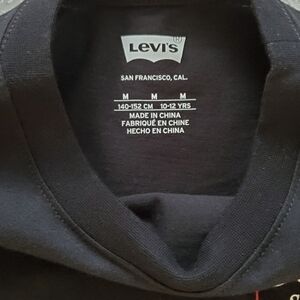 Levi's
SAN FRANCISCO, CAL.
M M M
140-152 CM 10-12 YRS
MADE IN CHINA
FABRIQUÉ EN CHINE
HECHO EN CHINA